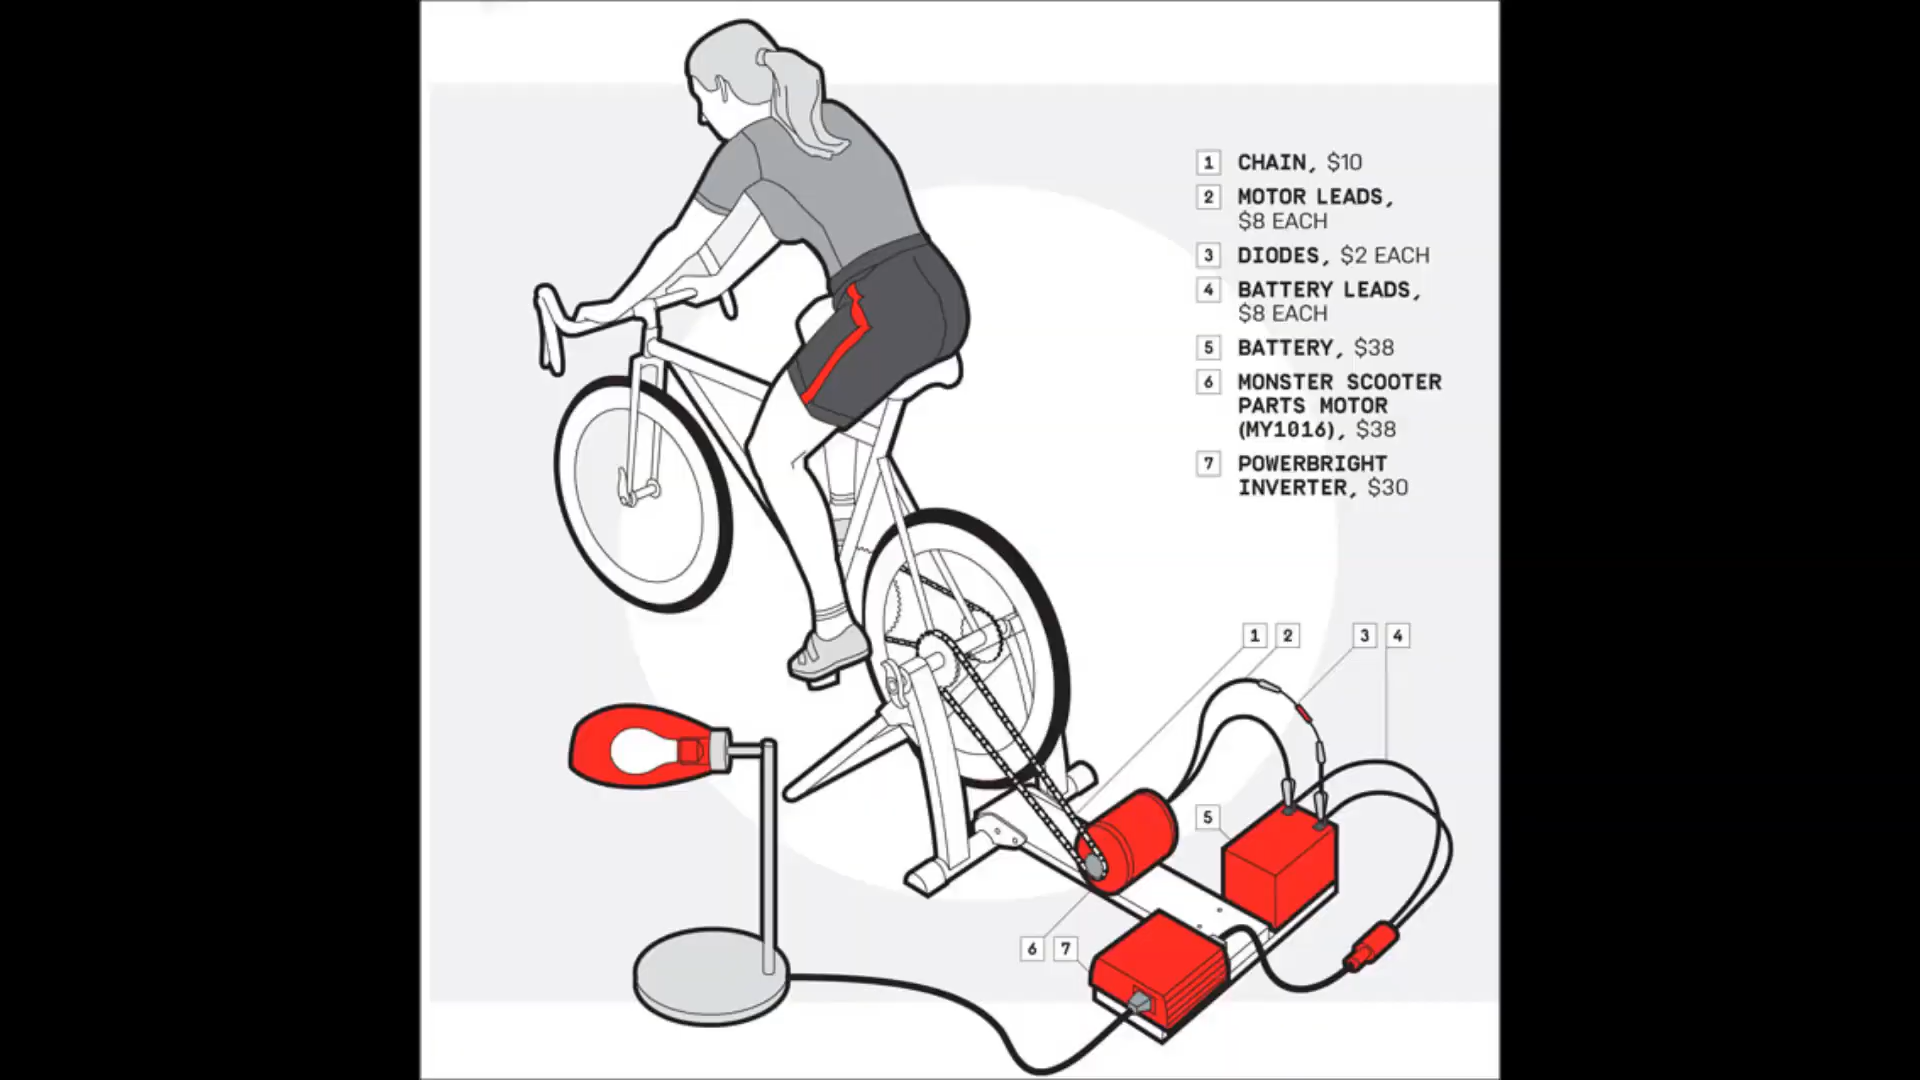 1 CHAIN, $10
2 MOTOR LEADS,
$8 EACH
3 DIODES, $2 EACH
4 BATTERY LEADS,
$8 EACH
5 BATTERY, $38
6 MONSTER SCOOTER
PARTS MOTOR
(MY1016), $38
7 POWERBRIGHT
INVERTER, $30
1 2 3 4
5
6 7